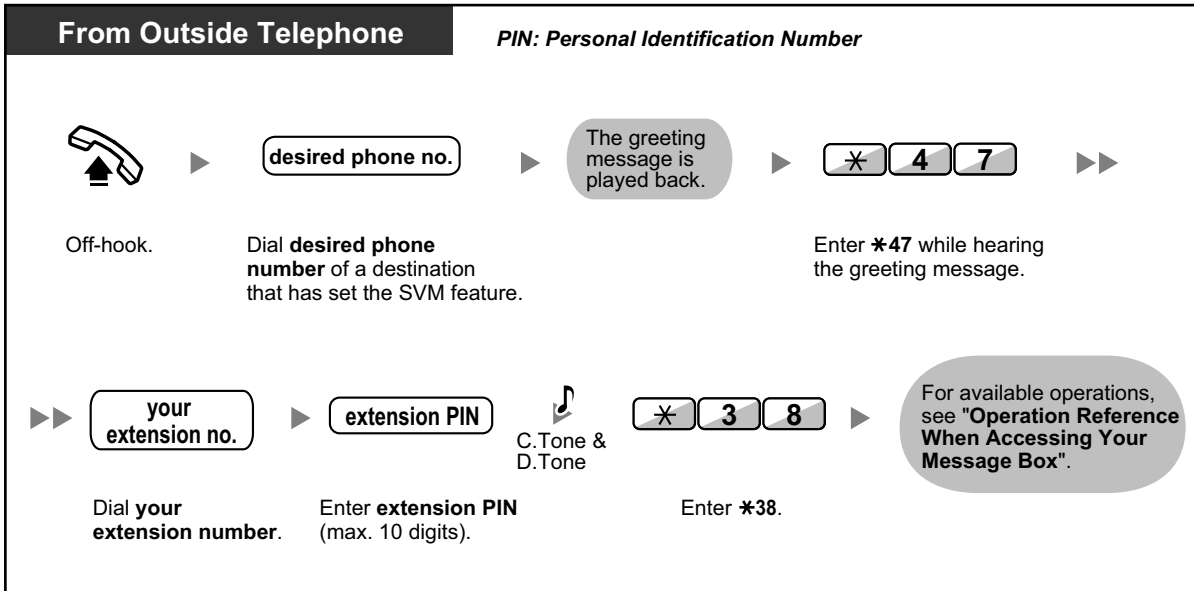 From Outside Telephone
PIN: Personal Identification Number
desired phone no.
The greeting
message is
played back.
* 4 7
Off-hook.
Dial desired phone
number of a destination
that has set the SVM feature.
Enter *47 while hearing
the greeting message.
your
extension no.
extension PIN
C.Tone &
D.Tone
* 3 8
For available operations,
see "Operation Reference
When Accessing Your
Message Box".
Dial your
extension number.
Enter extension PIN
(max. 10 digits).
Enter *38.